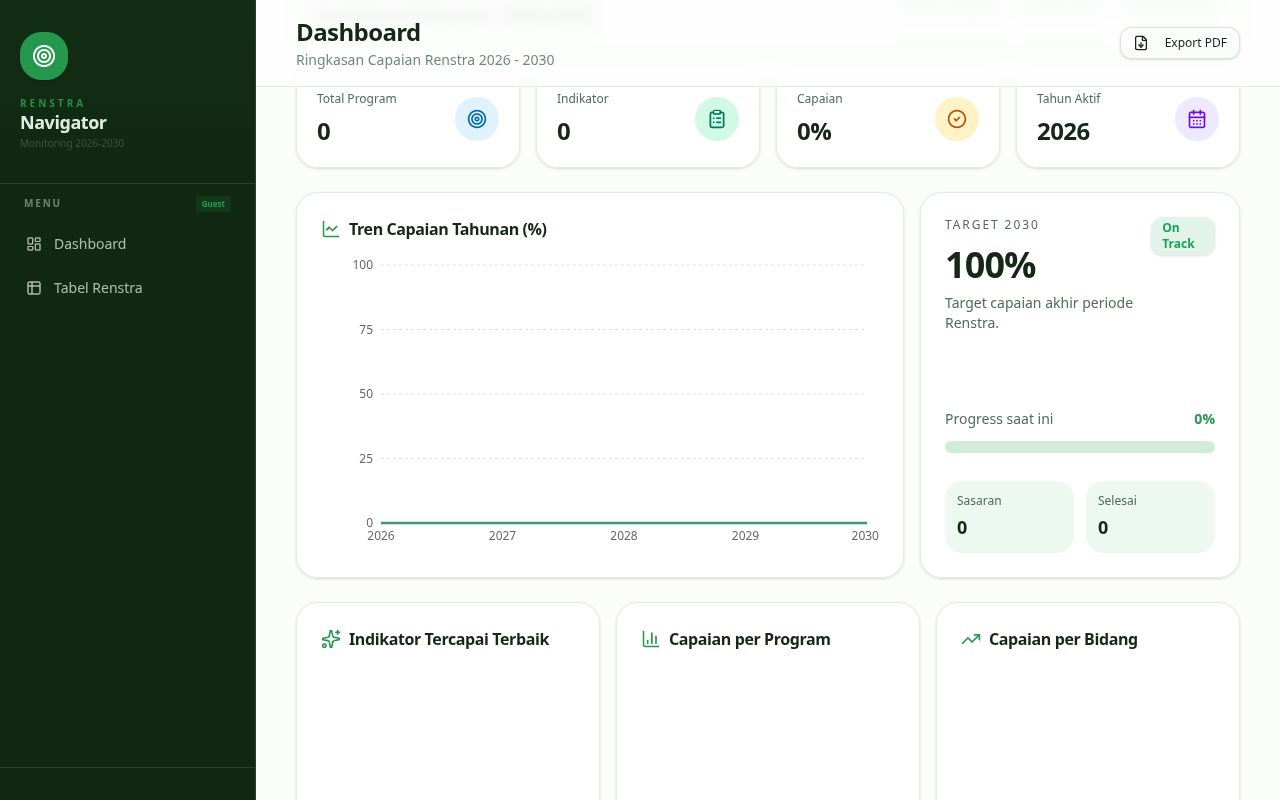 RENSTRA
Navigator
Monitoring 2026-2030
MENU
Guest
Dashboard
Tabel Renstra
Dashboard
Ringkasan Capaian Renstra 2026 - 2030
Export PDF
Total Program
0
Indikator
0
Capaian
0%
Tahun Aktif
2026
Tren Capaian Tahunan (%)
100
75
50
25
0
2026 2027 2028 2029 2030
TARGET 2030
On
Track
100%
Target capaian akhir periode
Renstra.
Progress saat ini 0%
Sasaran
0
Selesai
0
Indikator Tercapai Terbaik
Capaian per Program
Capaian per Bidang